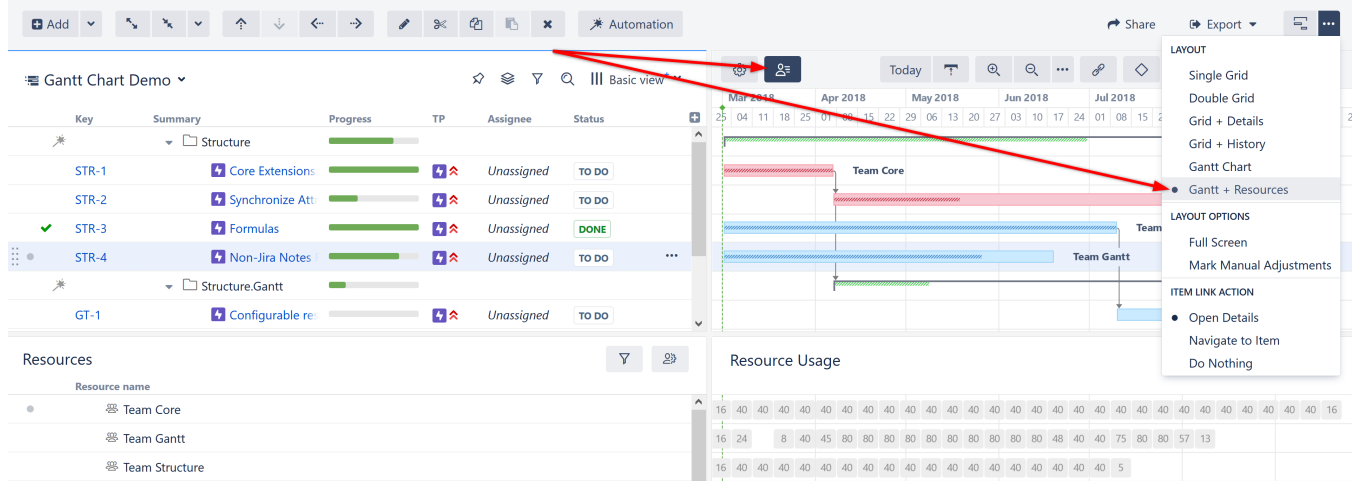 Add
Automation
Share
Export
Gantt Chart Demo
Basic view
Today
Key Summary Progress TP Assignee Status
Mar 2018 Apr 2018 May 2018 Jun 2018 Jul 2018
25 04 11 18 25 01 08 15 22 29 06 13 20 27 03 10 17 24 01 08 15
Structure
STR-1 Core Extensions Unassigned TO DO
Team Core
STR-2 Synchronize Attr Unassigned TO DO
STR-3 Formulas Unassigned DONE
Team
STR-4 Non-Jira Notes Unassigned TO DO
Team Gantt
Structure.Gantt
GT-1 Configurable re Unassigned TO DO
LAYOUT
Single Grid
Double Grid
Grid + Details
Grid + History
Gantt Chart
Gantt + Resources
LAYOUT OPTIONS
Full Screen
Mark Manual Adjustments
ITEM LINK ACTION
Open Details
Navigate to Item
Do Nothing
Resources
Resource Usage
Resource name
Team Core
16 40 40 40 40 40 40 40 40 40 40 40 40 40 40 40 40 40 40 40 40 40 40 40 40 40 40 40 40 16
Team Gantt
16 24 8 40 45 80 80 80 80 80 80 80 80 80 48 40 40 75 80 80 57 13
Team Structure
16 40 40 40 40 40 40 40 40 40 40 40 40 40 40 40 40 40 40 5